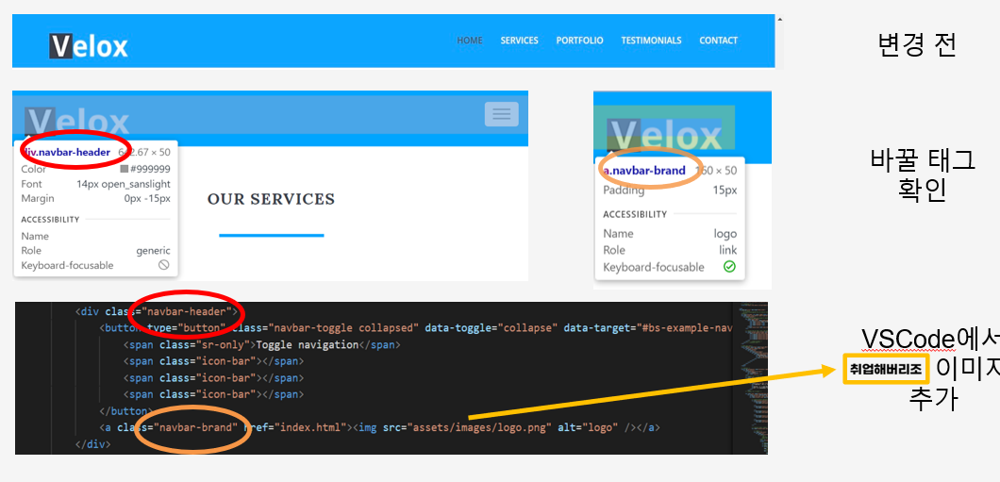 Velox
HOME SERVICES PORTFOLIO TESTIMONIALS CONTACT
변경 전
Velox
div.navbar-header 642.67 × 50
Color #999999
Font 14px open_sanslight
Margin 0px -15px
ACCESSIBILITY
Name
Role generic
Keyboard-focusable
OUR SERVICES
Velox
a.navbar-brand 160 × 50
Padding 15px
ACCESSIBILITY
Name logo
Role link
Keyboard-focusable
바꿀 태그
확인
<div class="navbar-header">
<button type="button" class="navbar-toggle collapsed" data-toggle="collapse" data-target="#bs-example-nav
<span class="sr-only">Toggle navigation</span>
<span class="icon-bar"></span>
<span class="icon-bar"></span>
<span class="icon-bar"></span>
</button>
<a class="navbar-brand" href="index.html"><img src="assets/images/logo.png" alt="logo" /></a>
</div>
VSCode에서
취업해버리조 이미지
추가